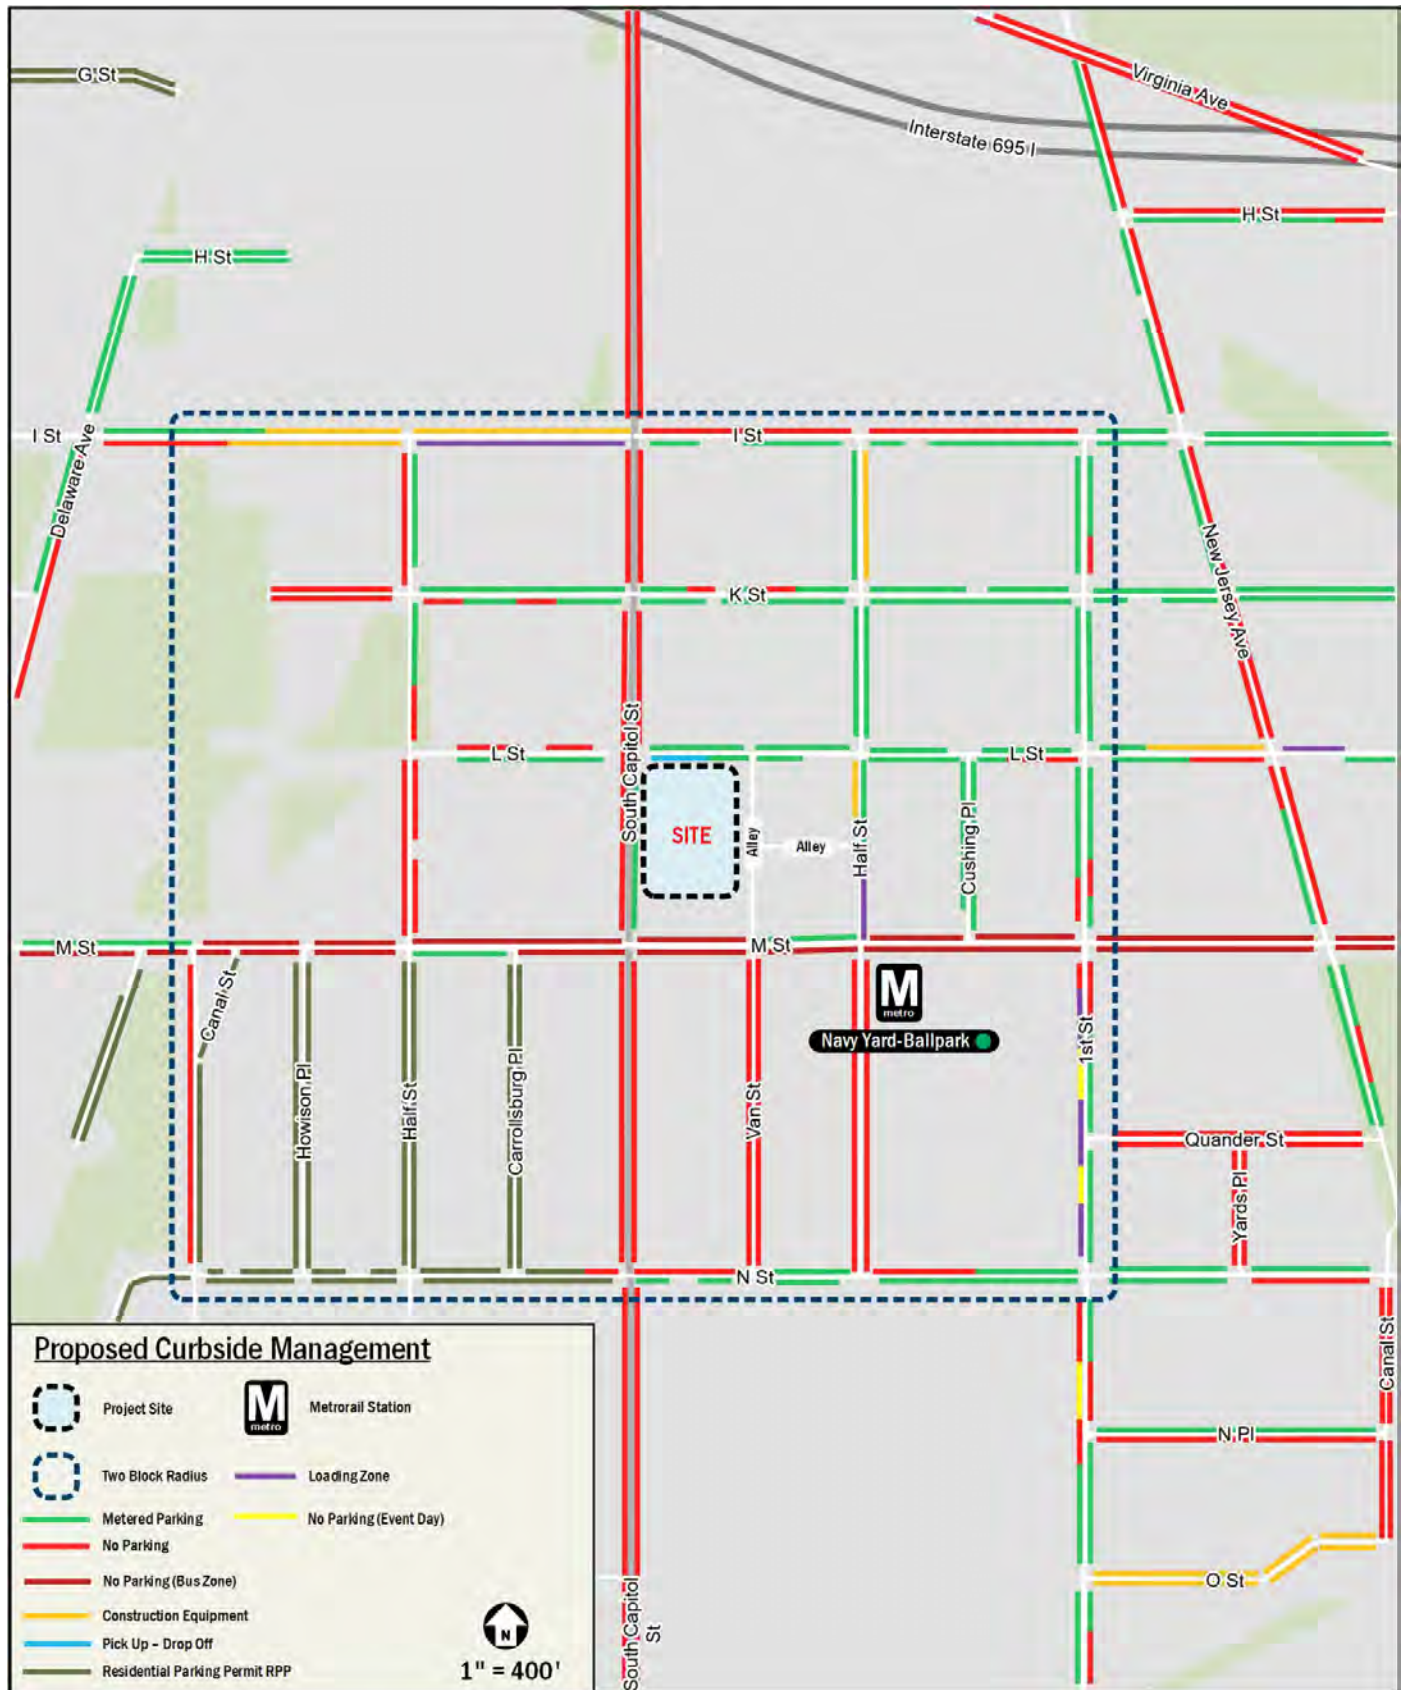 G St
Virginia Ave
Interstate 695 I
H St
H St
I St
I St
Delaware Ave
New Jersey Ave
K St
South Capitol St
L St
L St
SITE
Alley
Alley
Half St
Cushing Pl
M St
M St
Canal St
M
metro
Navy Yard-Ballpark
1st St
Howison Pl
Half St
Carrollsburg Pl
Van St
Quander St
Yards Pl
N St
Canal St
N Pl
O St
South Capitol
St
Proposed Curbside Management
Project Site
M
metro
Metrorail Station
Two Block Radius
Loading Zone
Metered Parking
No Parking (Event Day)
No Parking
No Parking (Bus Zone)
Construction Equipment
Pick Up – Drop Off
Residential Parking Permit RPP
N
1" = 400'